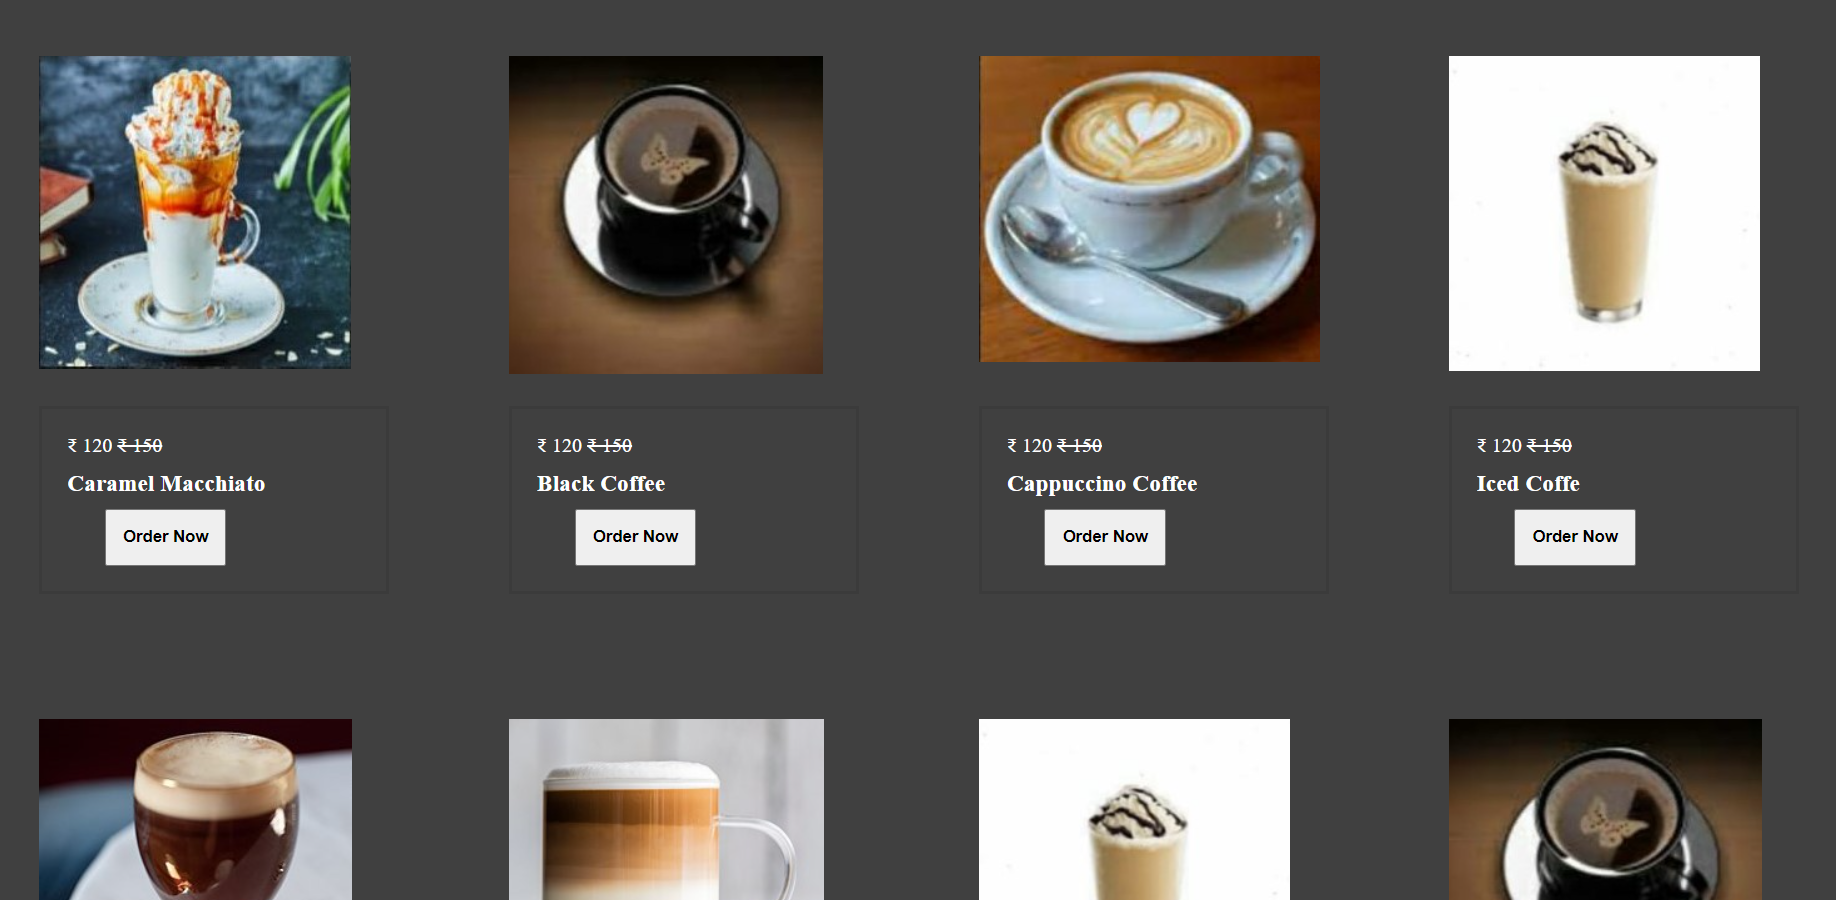 ₹ 120 ₹ 150
Caramel Macchiato
Order Now
₹ 120 ₹ 150
Black Coffee
Order Now
₹ 120 ₹ 150
Cappuccino Coffee
Order Now
₹ 120 ₹ 150
Iced Coffe
Order Now